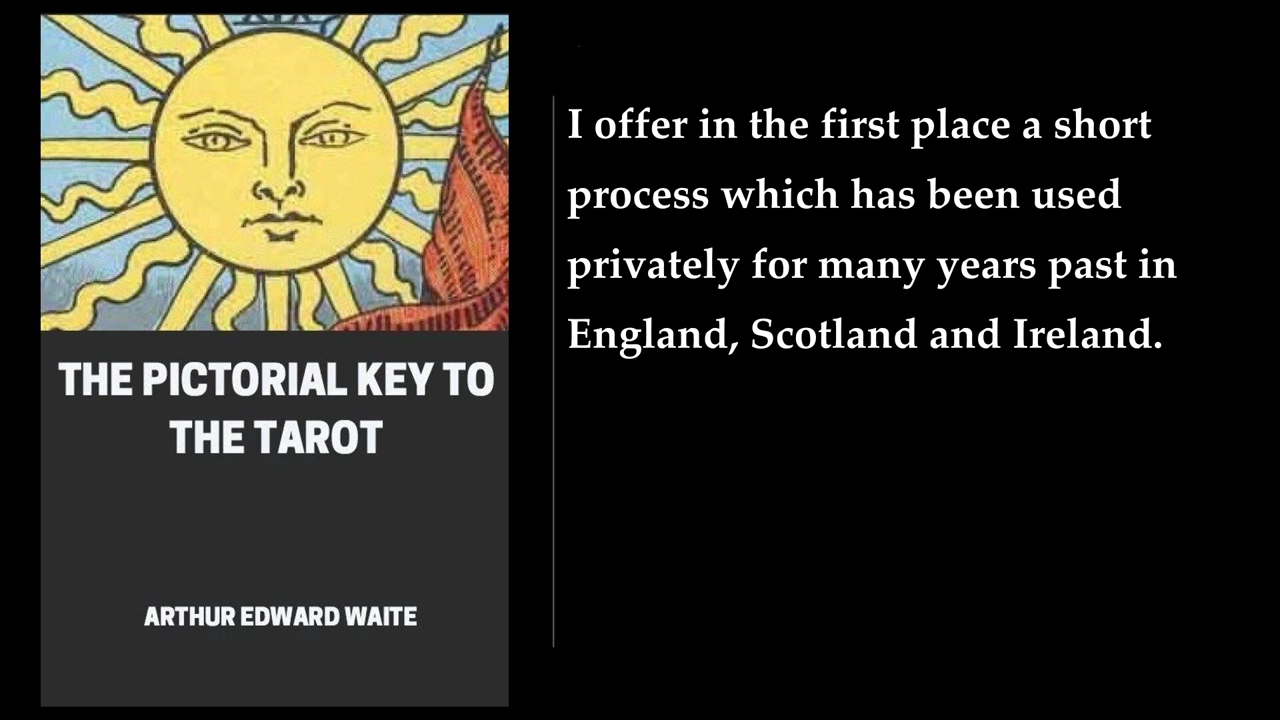 XIX
THE PICTORIAL KEY TO
THE TAROT
ARTHUR EDWARD WAITE
I offer in the first place a short
process which has been used
privately for many years past in
England, Scotland and Ireland.